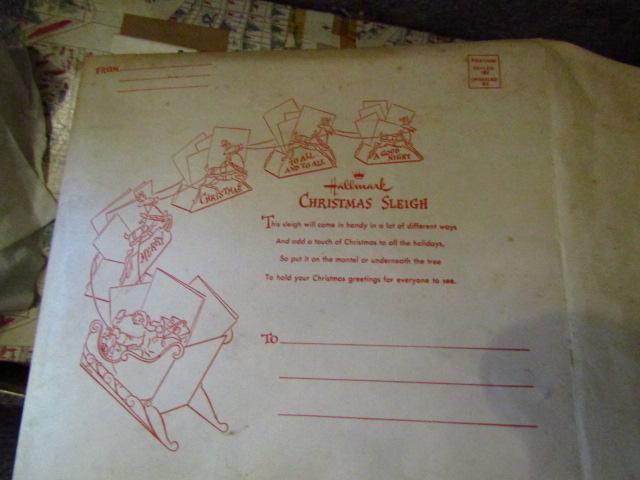 FROM
MERRY
CHRISTMAS
TO ALL
AND TO ALL
A GOOD
NIGHT
Hallmark
CHRISTMAS SLEIGH
This sleigh will come in handy in a lot of different ways
And add a touch of Christmas to all the holidays,
So put it on the mantel or underneath the tree
To hold your Christmas greetings for everyone to see.
To